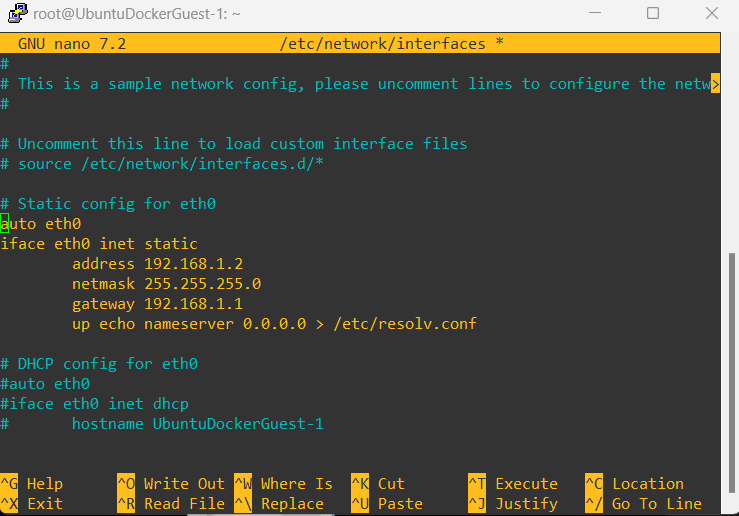 root@UbuntuDockerGuest-1: ~
GNU nano 7.2 /etc/network/interfaces *
#
# This is a sample network config, please uncomment lines to configure the netw>
#
# Uncomment this line to load custom interface files
# source /etc/network/interfaces.d/*
# Static config for eth0
auto eth0
iface eth0 inet static
address 192.168.1.2
netmask 255.255.255.0
gateway 192.168.1.1
up echo nameserver 0.0.0.0 > /etc/resolv.conf
# DHCP config for eth0
#auto eth0
#iface eth0 inet dhcp
# hostname UbuntuDockerGuest-1
^G Help ^O Write Out ^W Where Is ^K Cut ^T Execute ^C Location
^X Exit ^R Read File ^\ Replace ^U Paste ^J Justify ^/ Go To Line